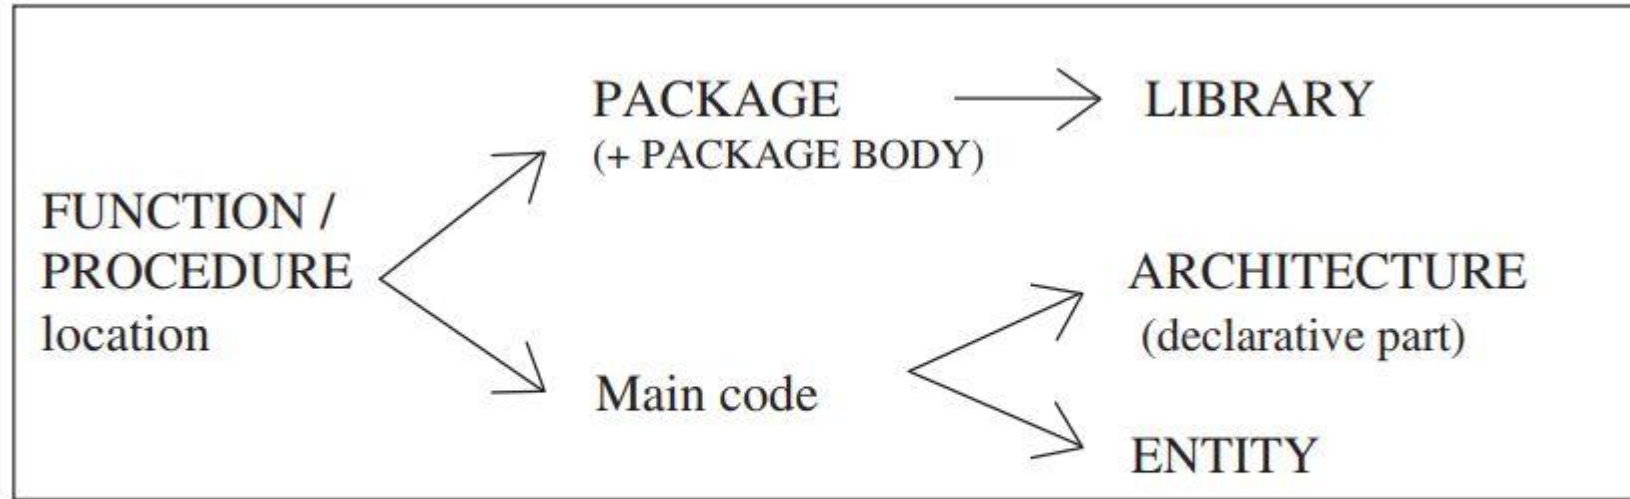 PACKAGE
(+ PACKAGE BODY)
LIBRARY
FUNCTION /
PROCEDURE
location
ARCHITECTURE
(declarative part)
Main code
ENTITY